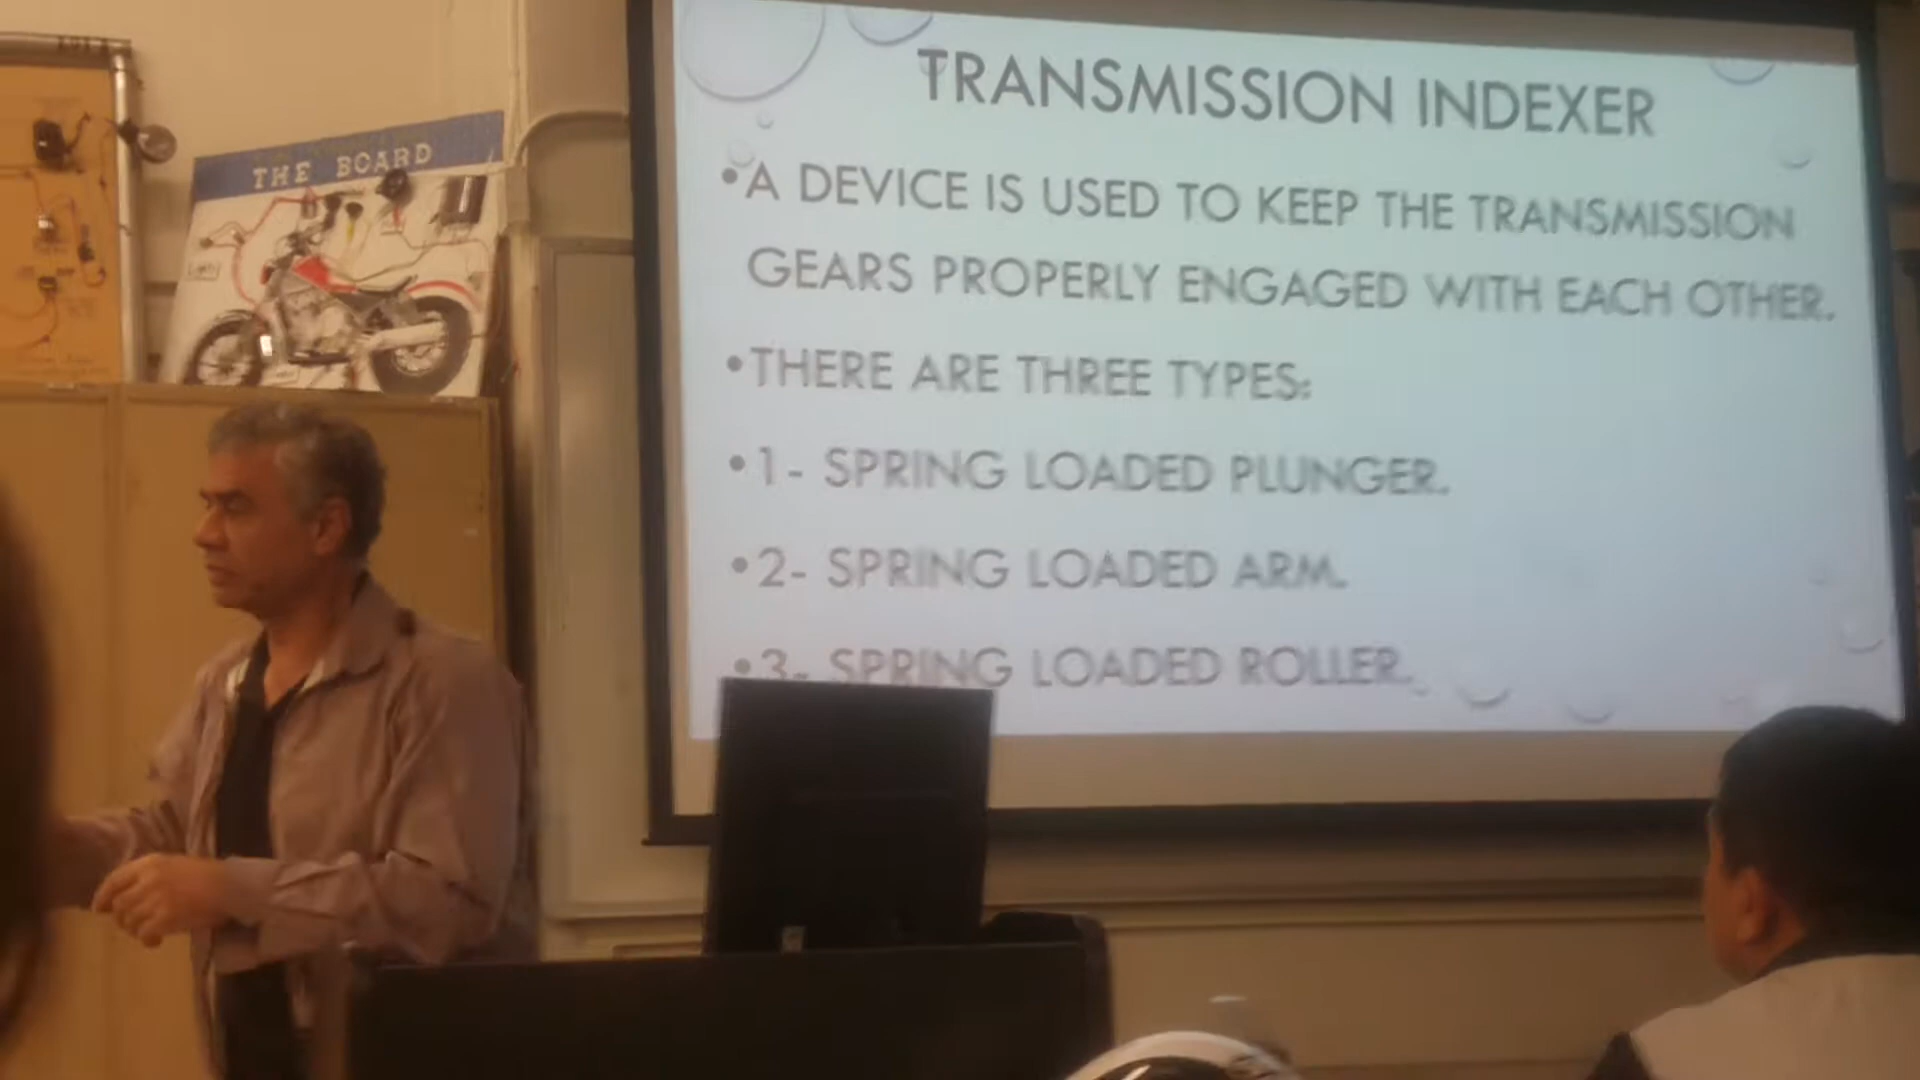 THE BOARD
TRANSMISSION INDEXER
•A DEVICE IS USED TO KEEP THE TRANSMISSION
GEARS PROPERLY ENGAGED WITH EACH OTHER.
•THERE ARE THREE TYPES:
•1- SPRING LOADED PLUNGER.
•2- SPRING LOADED ARM.
•3- SPRING LOADED ROLLER.